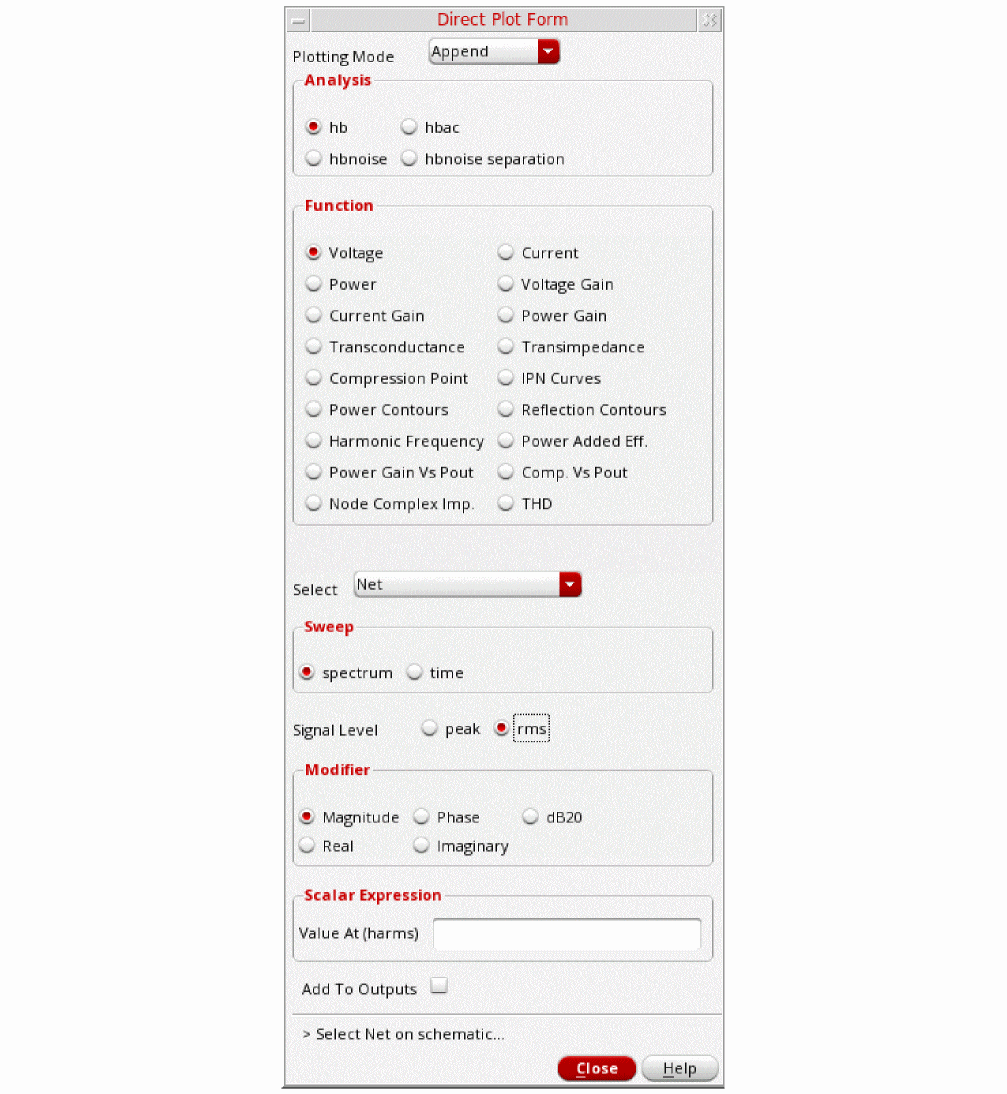 Direct Plot Form
Plotting Mode Append
Analysis
hb hbac
hbnoise hbnoise separation
Function
Voltage Current
Power Voltage Gain
Current Gain Power Gain
Transconductance Transimpedance
Compression Point IPN Curves
Power Contours Reflection Contours
Harmonic Frequency Power Added Eff.
Power Gain Vs Pout Comp. Vs Pout
Node Complex Imp. THD
Select Net
Sweep
spectrum time
Signal Level peak rms
Modifier
Magnitude Phase dB20
Real Imaginary
Scalar Expression
Value At (harms)
Add To Outputs
> Select Net on schematic...
Close Help